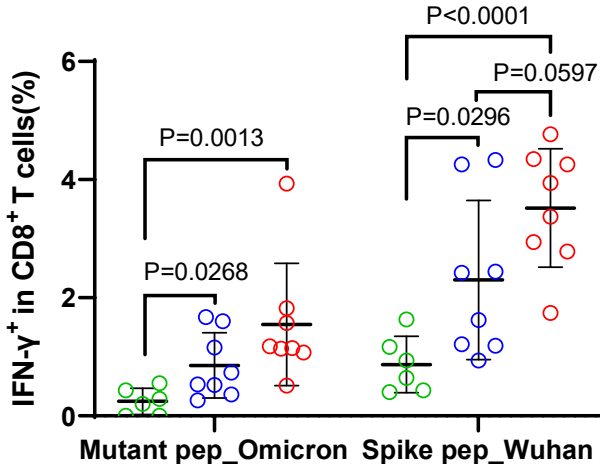 P<0.0001
P=0.0597
P=0.0296
P=0.0013
P=0.0268
IFN-γ⁺ in CD8⁺ T cells(%)
6
4
2
0
Mutant pep_Omicron Spike pep_Wuhan